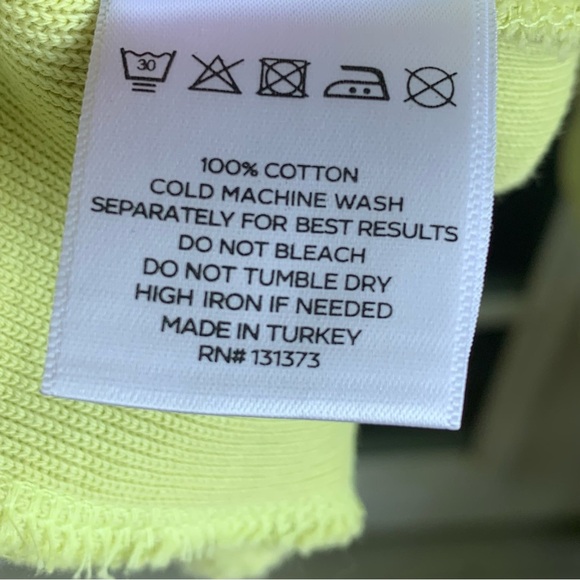 30
100% COTTON
COLD MACHINE WASH
SEPARATELY FOR BEST RESULTS
DO NOT BLEACH
DO NOT TUMBLE DRY
HIGH IRON IF NEEDED
MADE IN TURKEY
RN# 131373